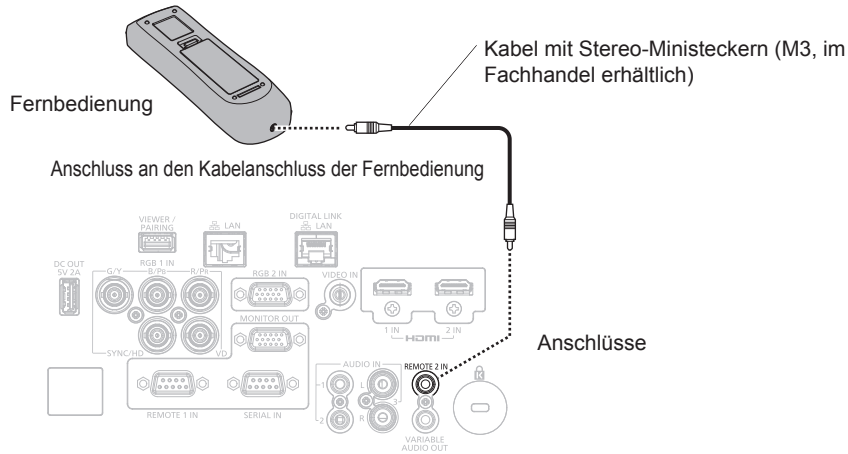 Kabel mit Stereo-Ministeckern (M3, im
Fachhandel erhältlich)
Fernbedienung
Anschluss an den Kabelanschluss der Fernbedienung
VIEWER /
PAIRING
LAN
DIGITAL LINK
LAN
DC OUT
5V 2A
RGB 1 IN
G/Y
B/PB
R/PR
RGB 2 IN
VIDEO IN
MONITOR OUT
1 IN
2 IN
HDMI
SYNC/HD
VD
Anschlüsse
AUDIO IN
REMOTE 2 IN
1
L
K
3
2
R
REMOTE 1 IN
SERIAL IN
VARIABLE
AUDIO OUT